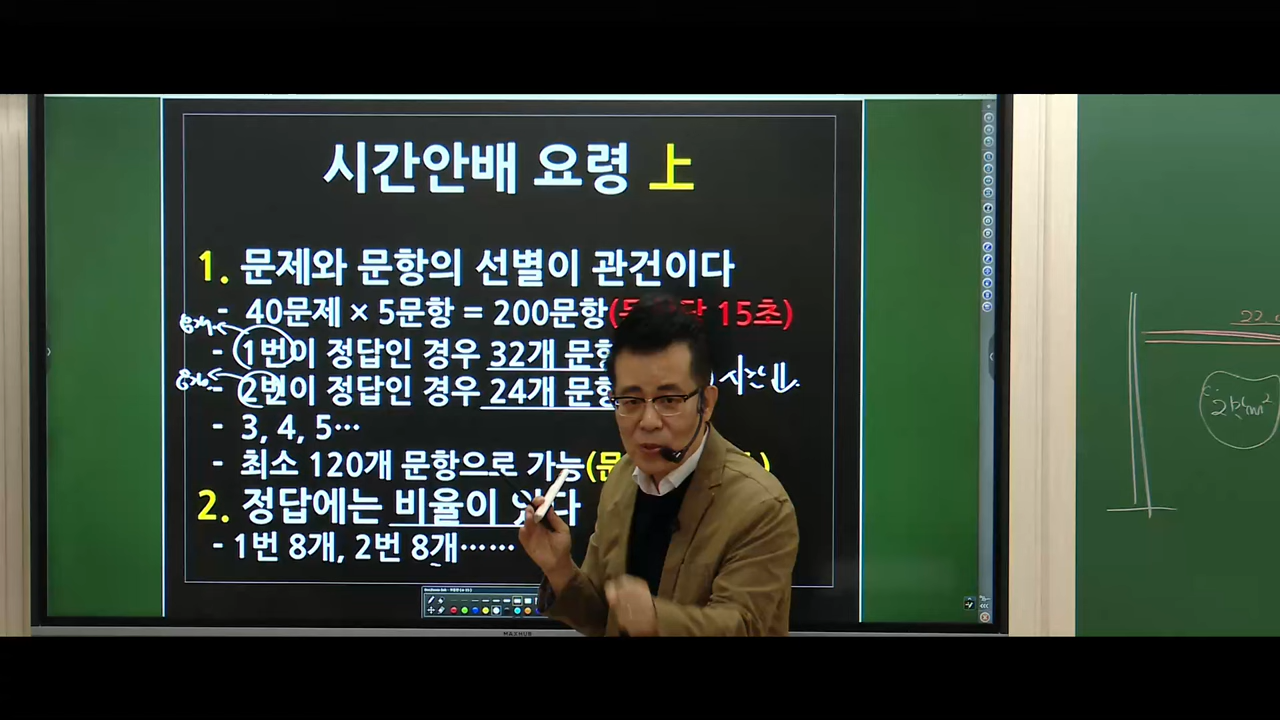 시간안배 요령 上
1. 문제와 문항의 선별이 관건이다
- 40문제 × 5문항 = 200문항( 15초)
- 1번이 정답인 경우 32개 문항
- 2번이 정답인 경우 24개 문항
- 3, 4, 5…
- 최소 120개 문항으로 가능(
2. 정답에는 비율이 있다
- 1번 8개, 2번 8개……
MAXHUB
22